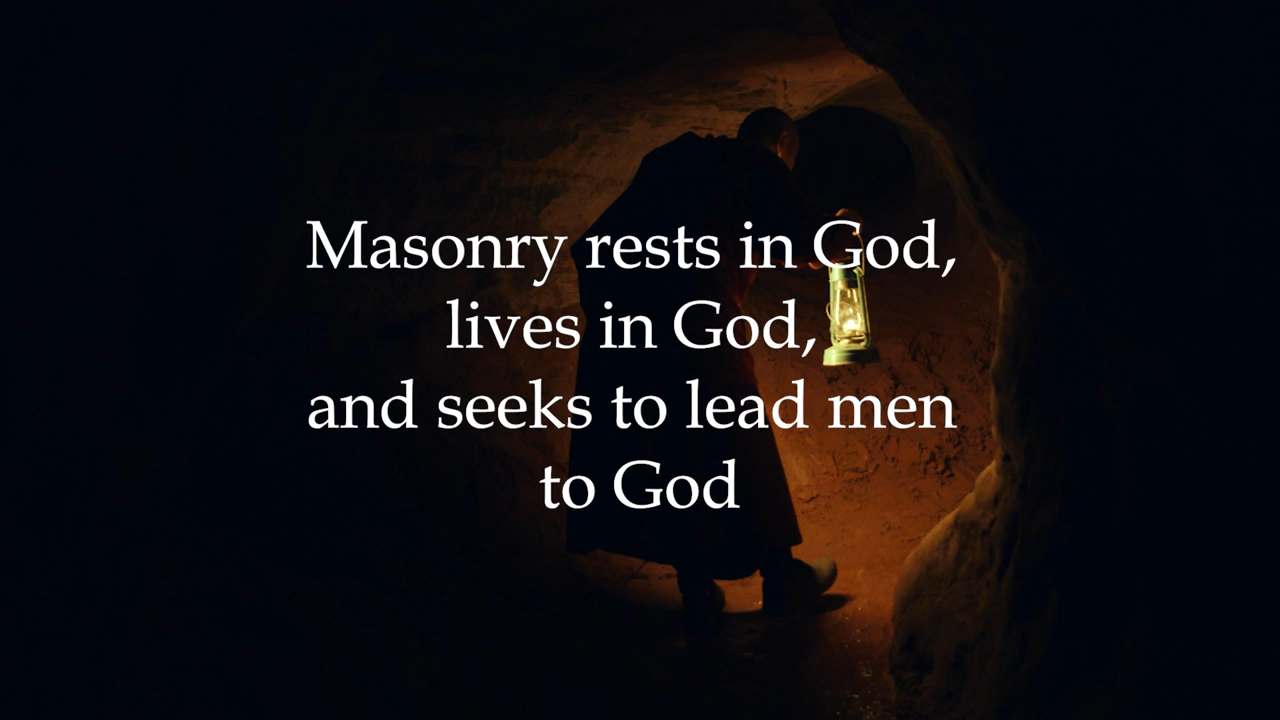 Masonry rests in God,
lives in God,
and seeks to lead men
to God